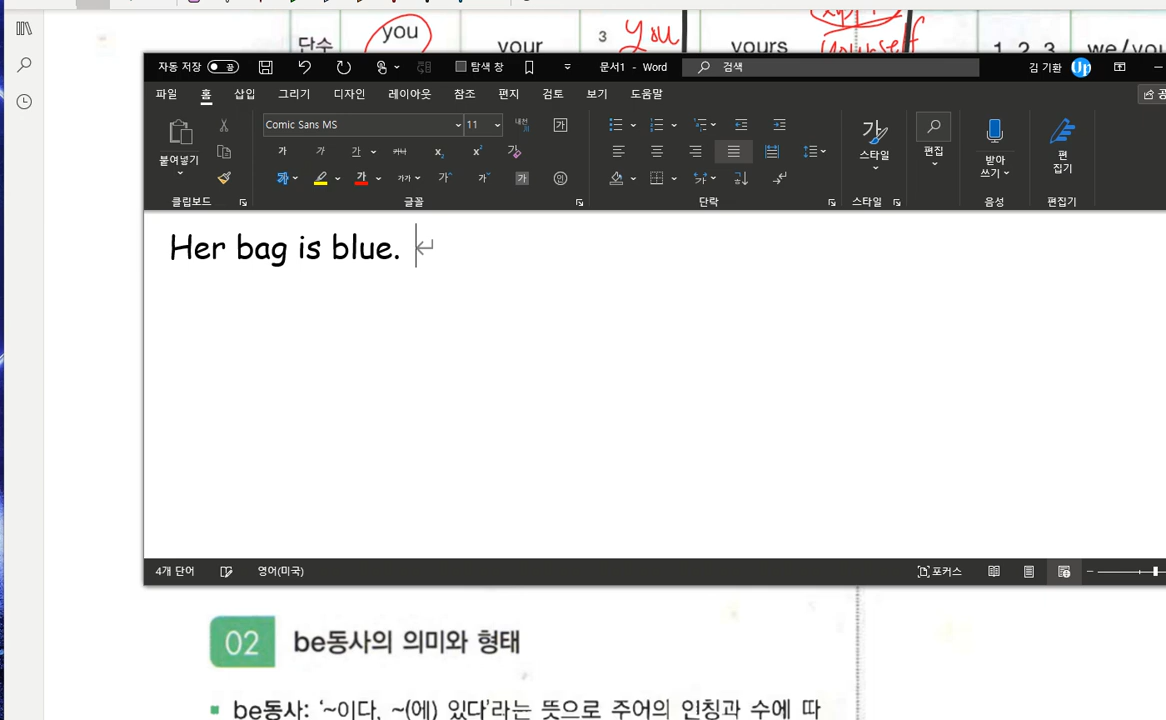 단수 you your 3 you yours yourself 1, 2, 3
자동 저장 끔 탐색 창 문서1 - Word 검색 김 기환
파일 홈 삽입 그리기 디자인 레이아웃 참조 편지 검토 보기 도움말
붙여넣기 Comic Sans MS 11 스타일 편집 받아쓰기 편집기
클립보드 글꼴 단락 스타일 음성 편집기
Her bag is blue.
4개 단어 영어(미국) 포커스
02 be동사의 의미와 형태
be동사: '~이다, ~(에) 있다'라는 뜻으로 주어의 인칭과 수에 따